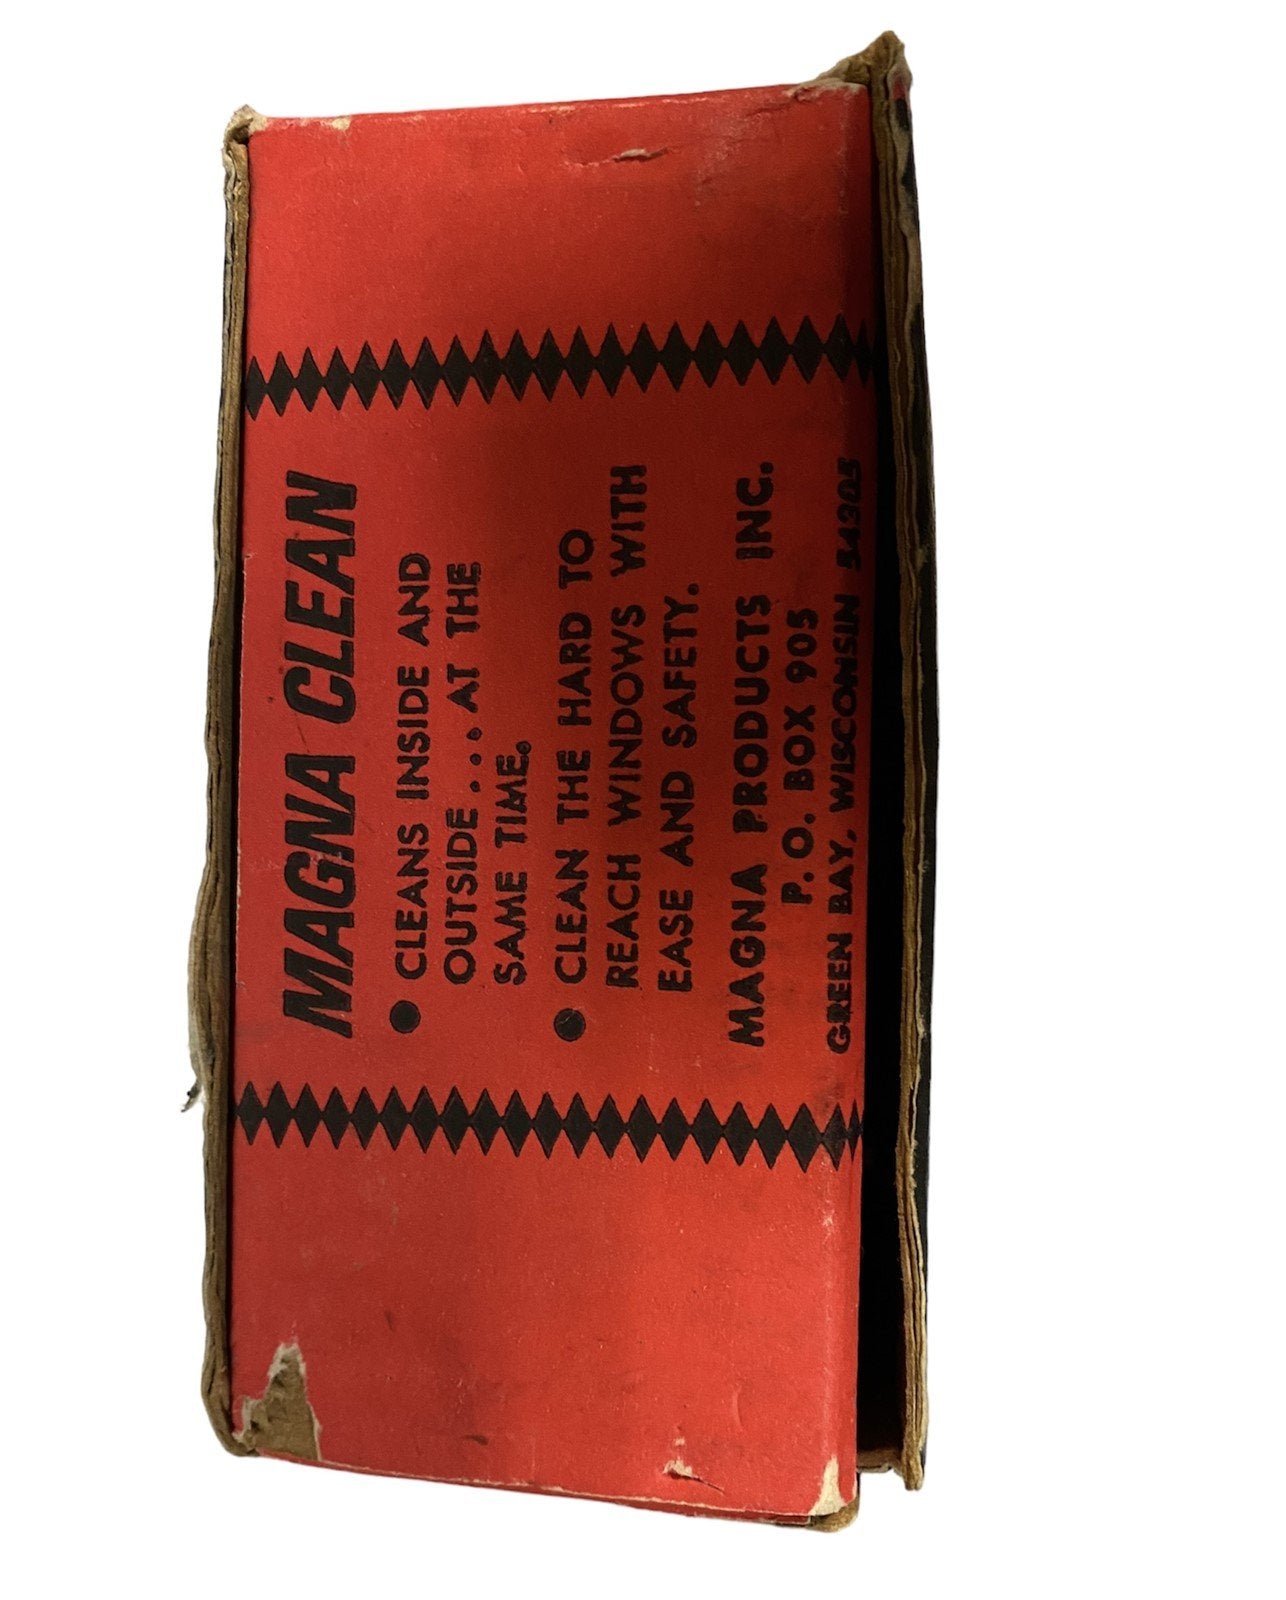 MAGNA CLEAN
● CLEANS INSIDE AND
OUTSIDE.... AT THE
SAME TIME.
● CLEAN THE HARD TO
REACH WINDOWS WITH
EASE AND SAFETY.
MAGNA PRODUCTS INC.
P. O. BOX 905
GREEN BAY, WISCONSIN 54305